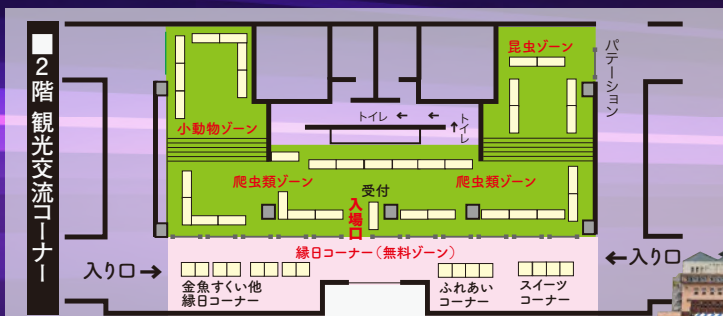 ■2階 観光交流コーナー
昆虫ゾーン
パテーション
トイレ ← ←
↑トイレ
小動物ゾーン
爬虫類ゾーン
受付
爬虫類ゾーン
入場口
縁日コーナー（無料ゾーン）
入り口→
←入り口
金魚すくい他
縁日コーナー
ふれあい
コーナー
スイーツ
コーナー